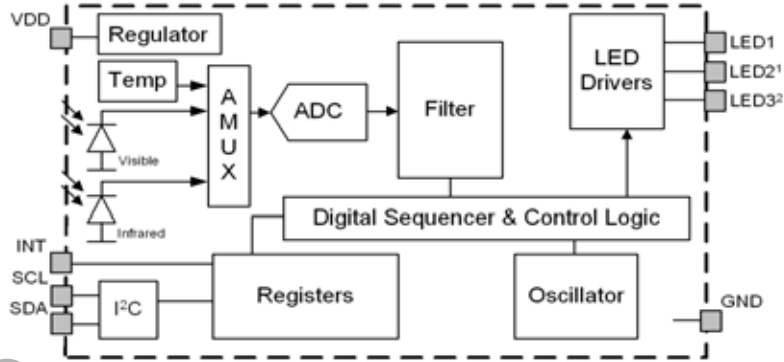 VDD
Regulator
Temp
Visible
Infrared
A
M
U
X
ADC
Filter
LED
Drivers
LED1
LED2¹
LED3²
Digital Sequencer & Control Logic
INT
SCL
SDA
I²C
Registers
Oscillator
GND